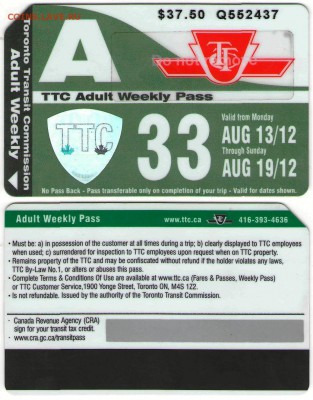 $37.50 Q552437
Toronto Transit Commission
Adult Weekly
A
TTC
Do not remove
TTC Adult Weekly Pass
TTC
33
Valid from Monday
AUG 13/12
Through Sunday
AUG 19/12
No Pass Back - Pass transferable only on completion of your trip - Valid for dates shown.
Adult Weekly Pass www.ttc.ca TTC 416-393-4636
• Must be: a) in possession of the customer at all times during a trip; b) clearly displayed to TTC employees
when used; c) surrendered for inspection to TTC employees upon request when on TTC property.
• Remains property of the TTC and may be confiscated without refund if the holder violates any laws,
TTC By-Law No.1, or alters or abuses this pass.
• Complete Terms & Conditions Of Use are available at www.ttc.ca (Fares & Passes, Weekly Pass)
or TTC Customer Service,1900 Yonge Street, Toronto ON, M4S 1Z2.
• Is not refundable. Issued by the authority of the Toronto Transit Commission.
• Canada Revenue Agency (CRA)
sign for your transit tax credit.
• www.cra.gc.ca/transitpass